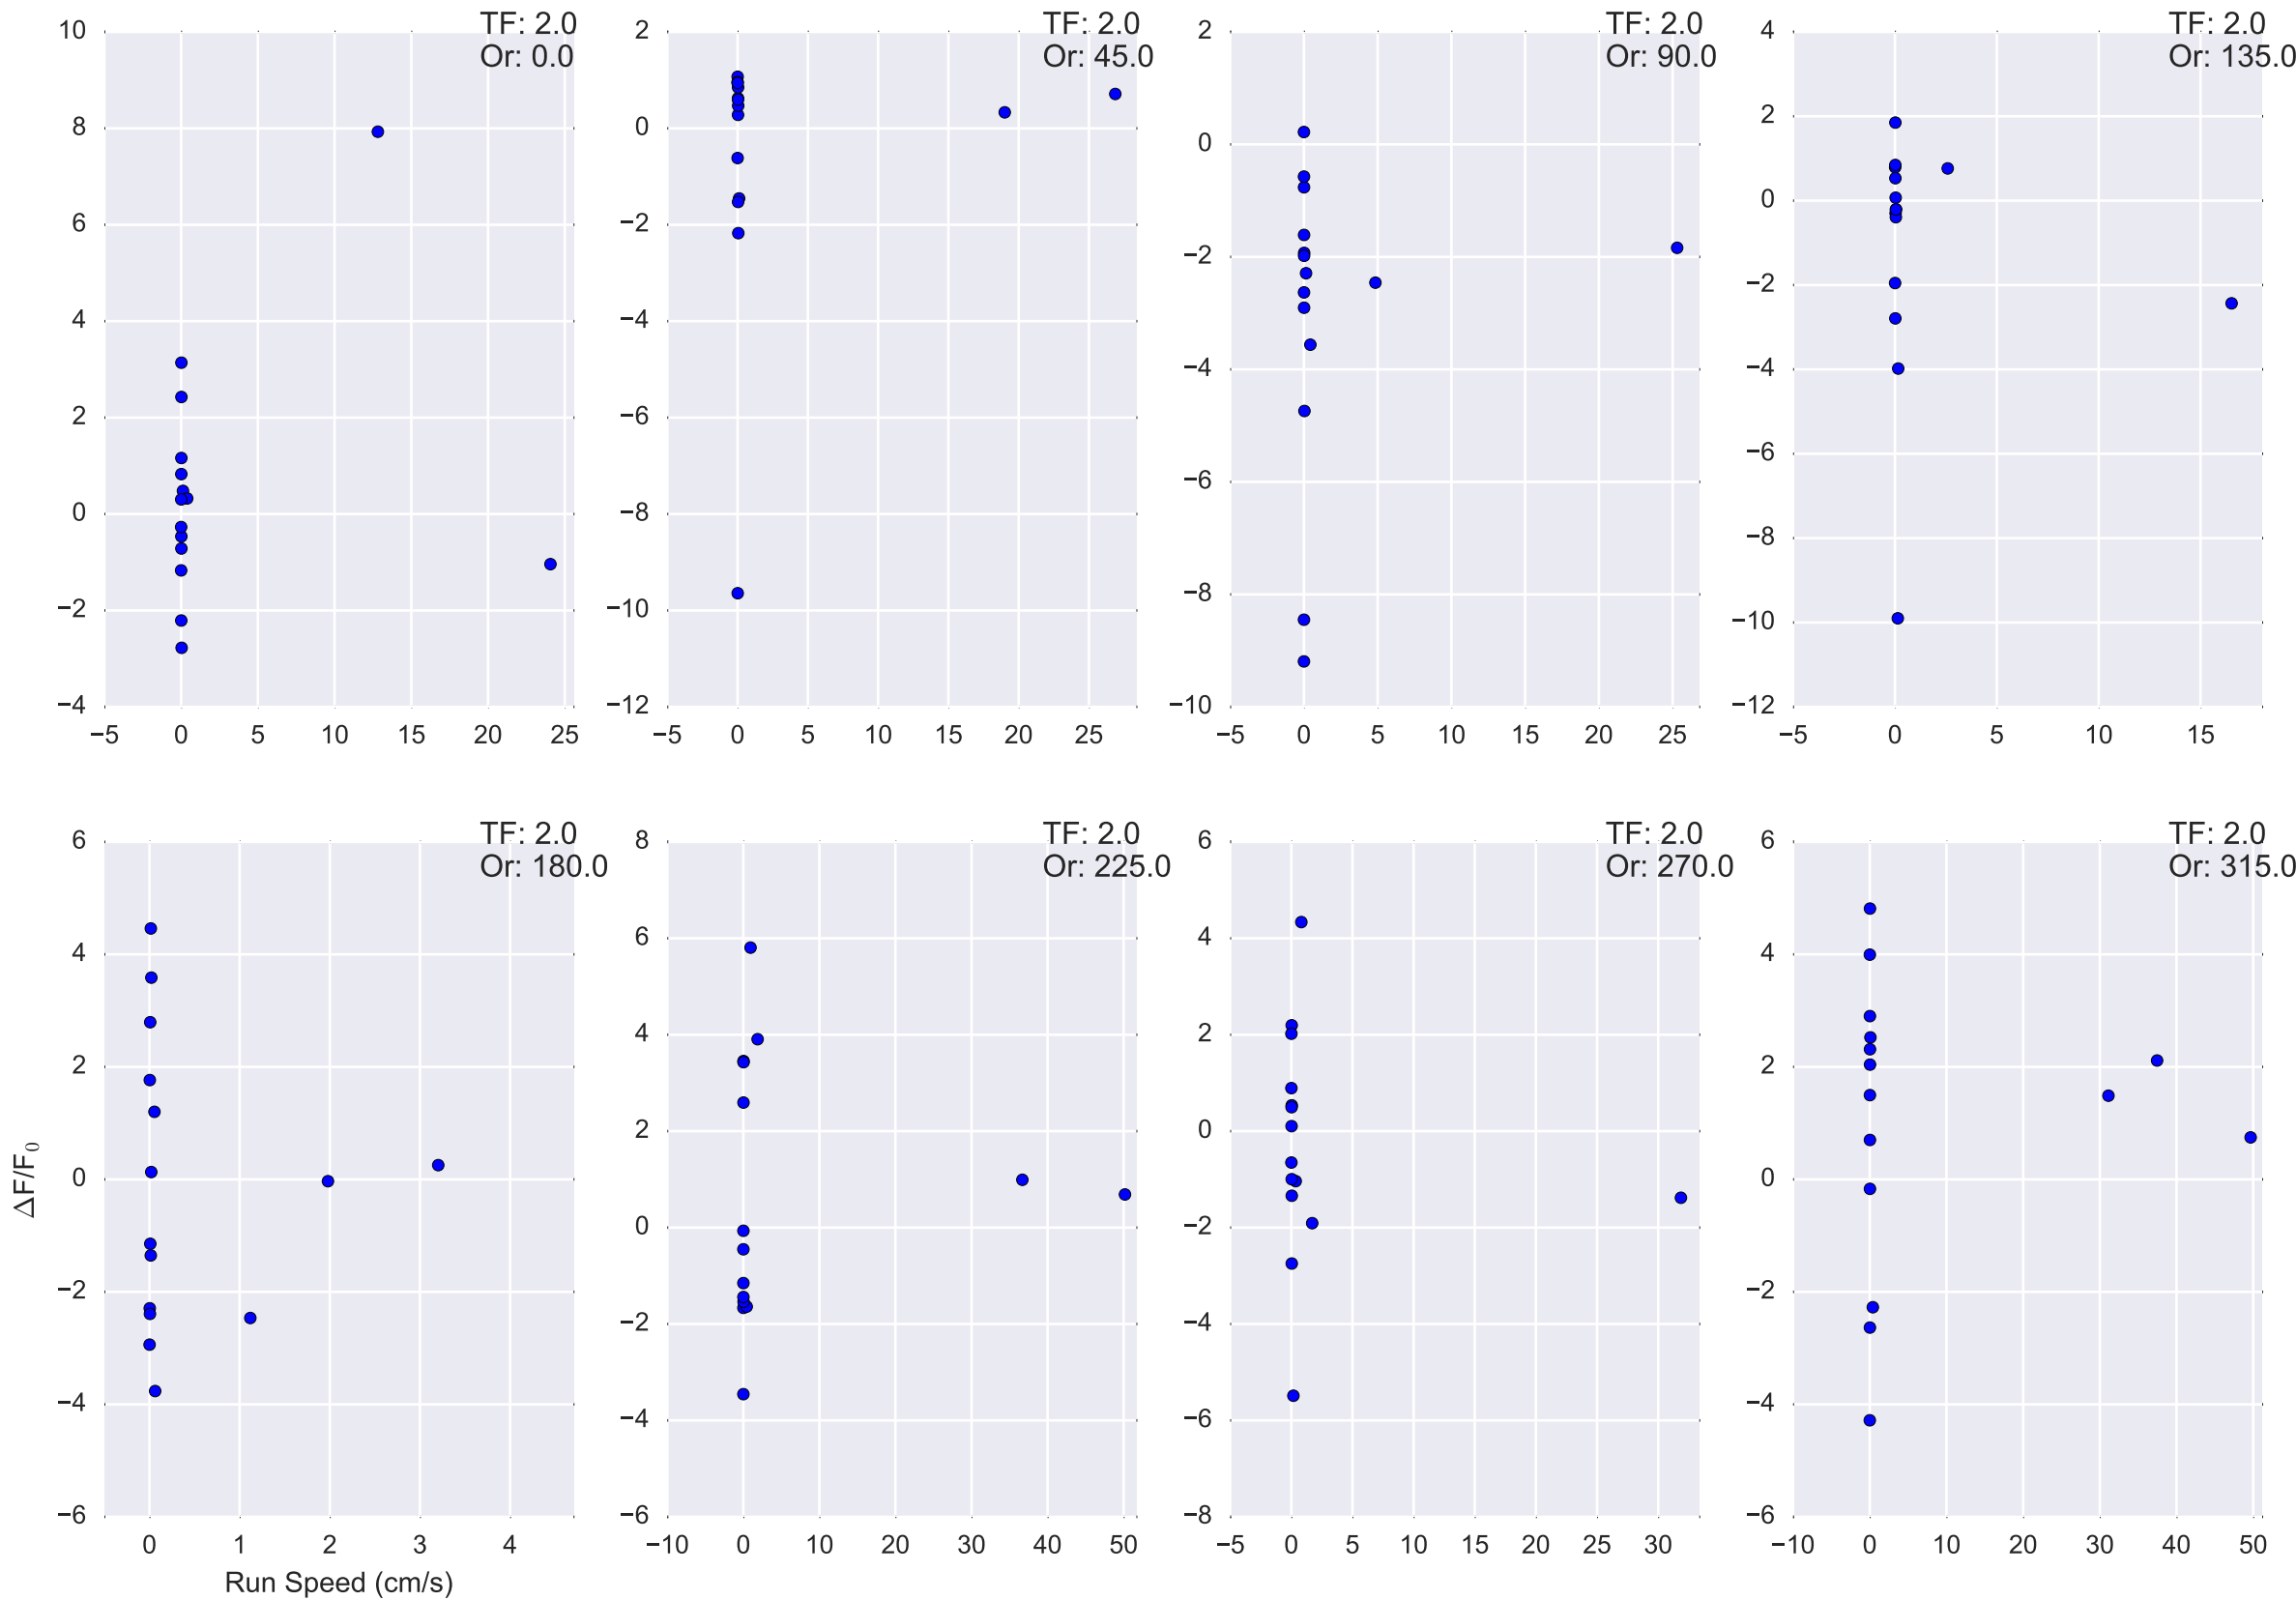 TF: 2.0
Or: 0.0
10
8
6
4
2
0
−2
−4
−5 0 5 10 15 20 25
TF: 2.0
Or: 45.0
2
0
−2
−4
−6
−8
−10
−12
−5 0 5 10 15 20 25
TF: 2.0
Or: 90.0
2
0
−2
−4
−6
−8
−10
−5 0 5 10 15 20 25
TF: 2.0
Or: 135.0
4
2
0
−2
−4
−6
−8
−10
−12
−5 0 5 10 15
TF: 2.0
Or: 180.0
6
4
2
0
−2
−4
−6
0 1 2 3 4
ΔF/F₀
Run Speed (cm/s)
TF: 2.0
Or: 225.0
8
6
4
2
0
−2
−4
−6
−10 0 10 20 30 40 50
TF: 2.0
Or: 270.0
6
4
2
0
−2
−4
−6
−8
−5 0 5 10 15 20 25 30
TF: 2.0
Or: 315.0
6
4
2
0
−2
−4
−6
−10 0 10 20 30 40 50